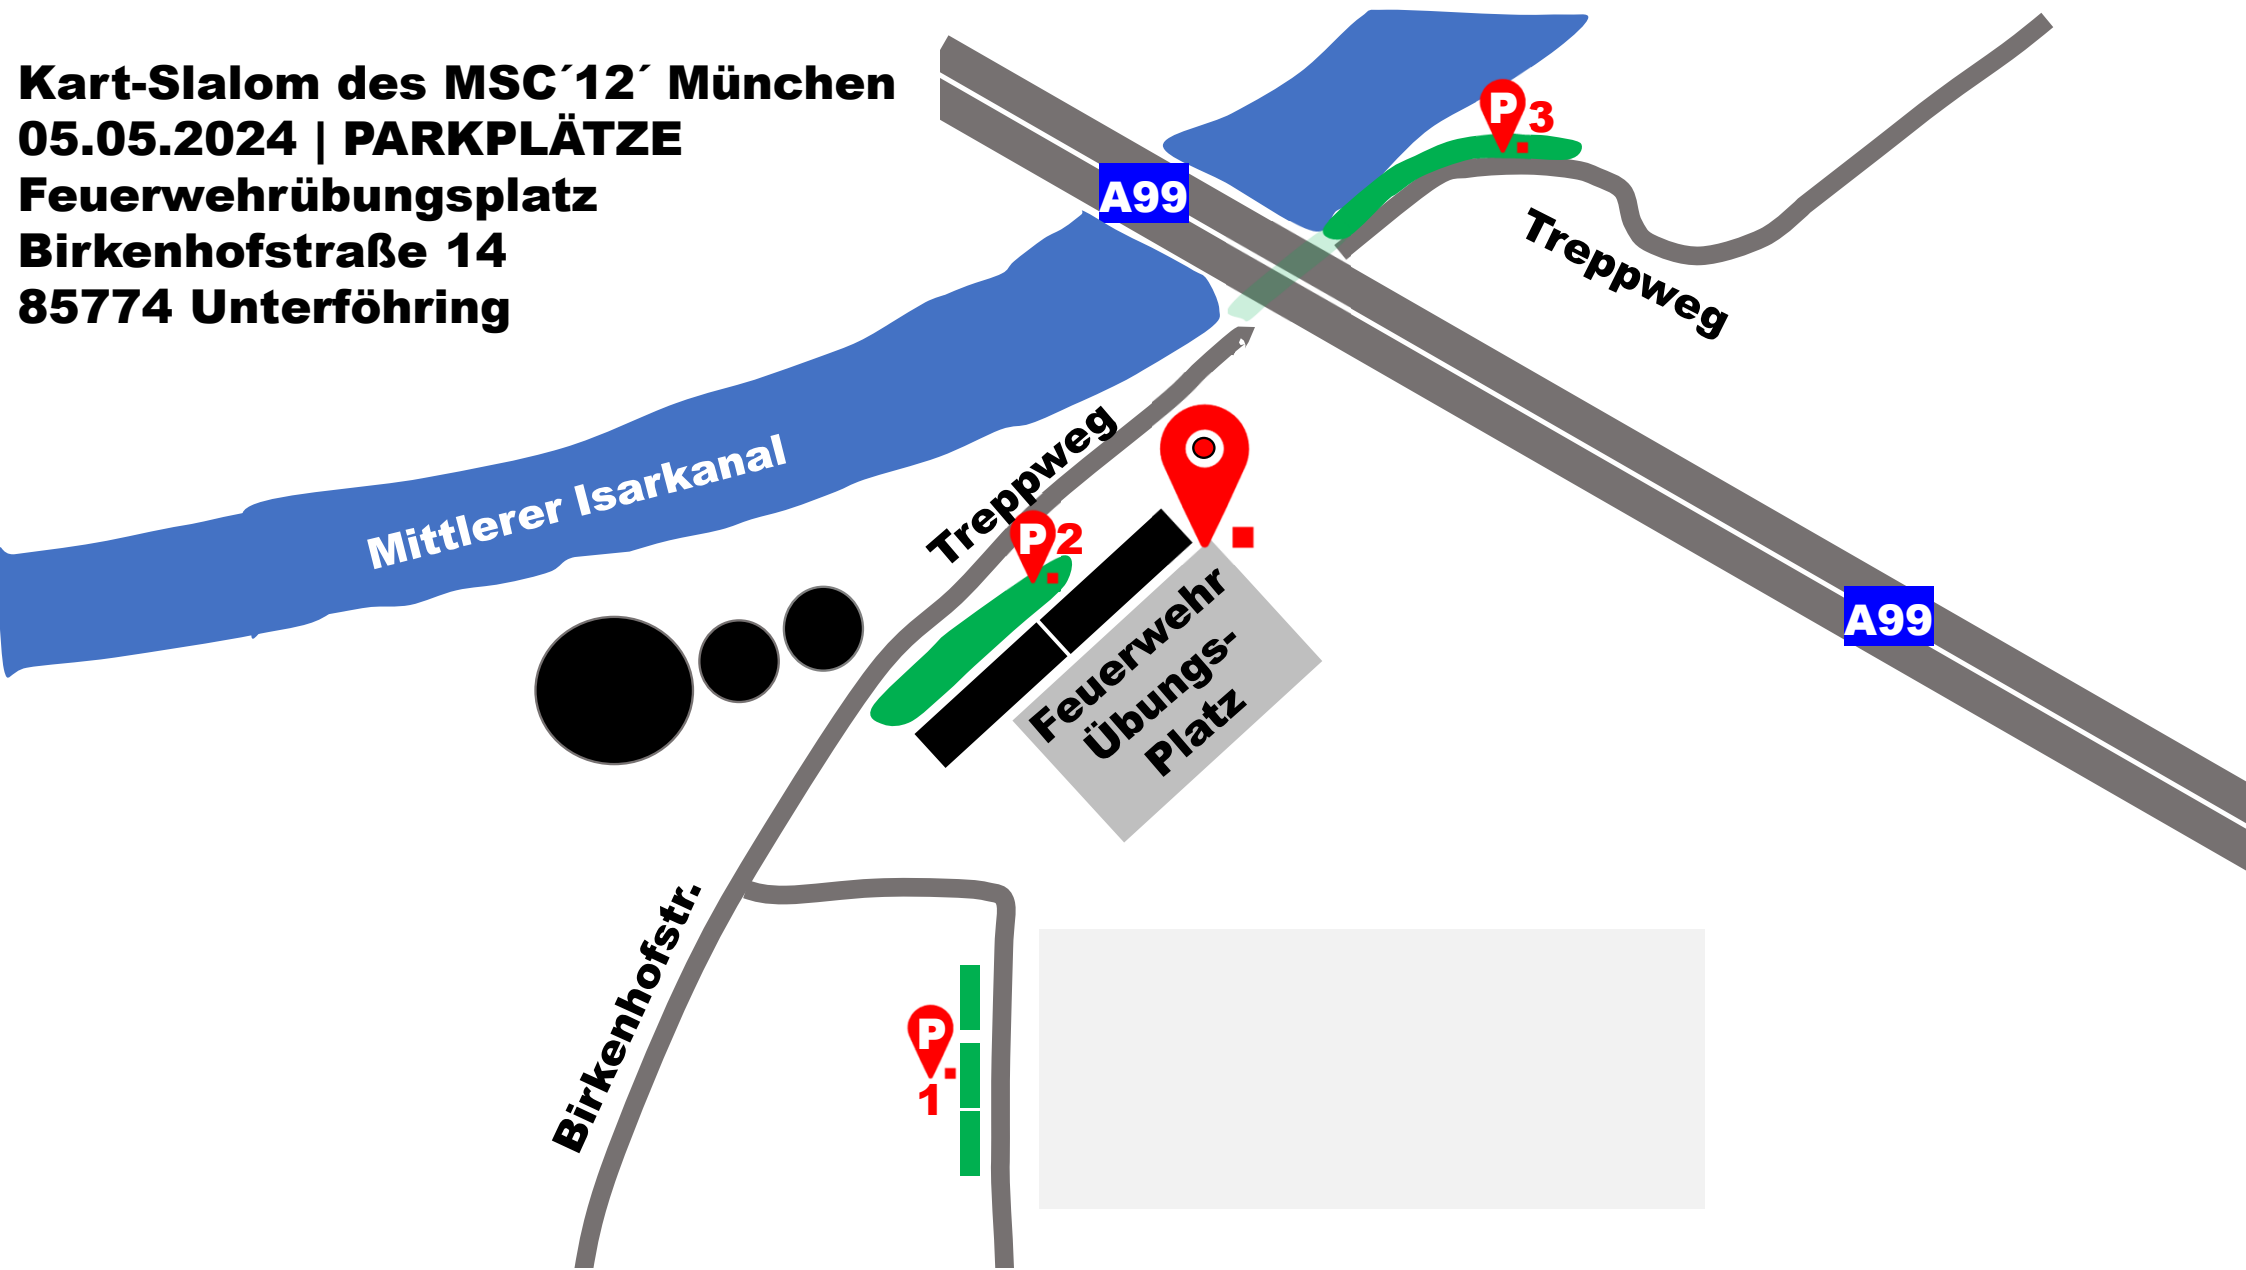 Kart-Slalom des MSC´12´ München
05.05.2024 | PARKPLÄTZE
Feuerwehrübungsplatz
Birkenhofstraße 14
85774 Unterföhring
P 3
A99
Treppweg
Treppweg
Mittlerer Isarkanal
P 2
Feuerwehr
Übungs-
Platz
A99
Birkenhofstr.
P
1